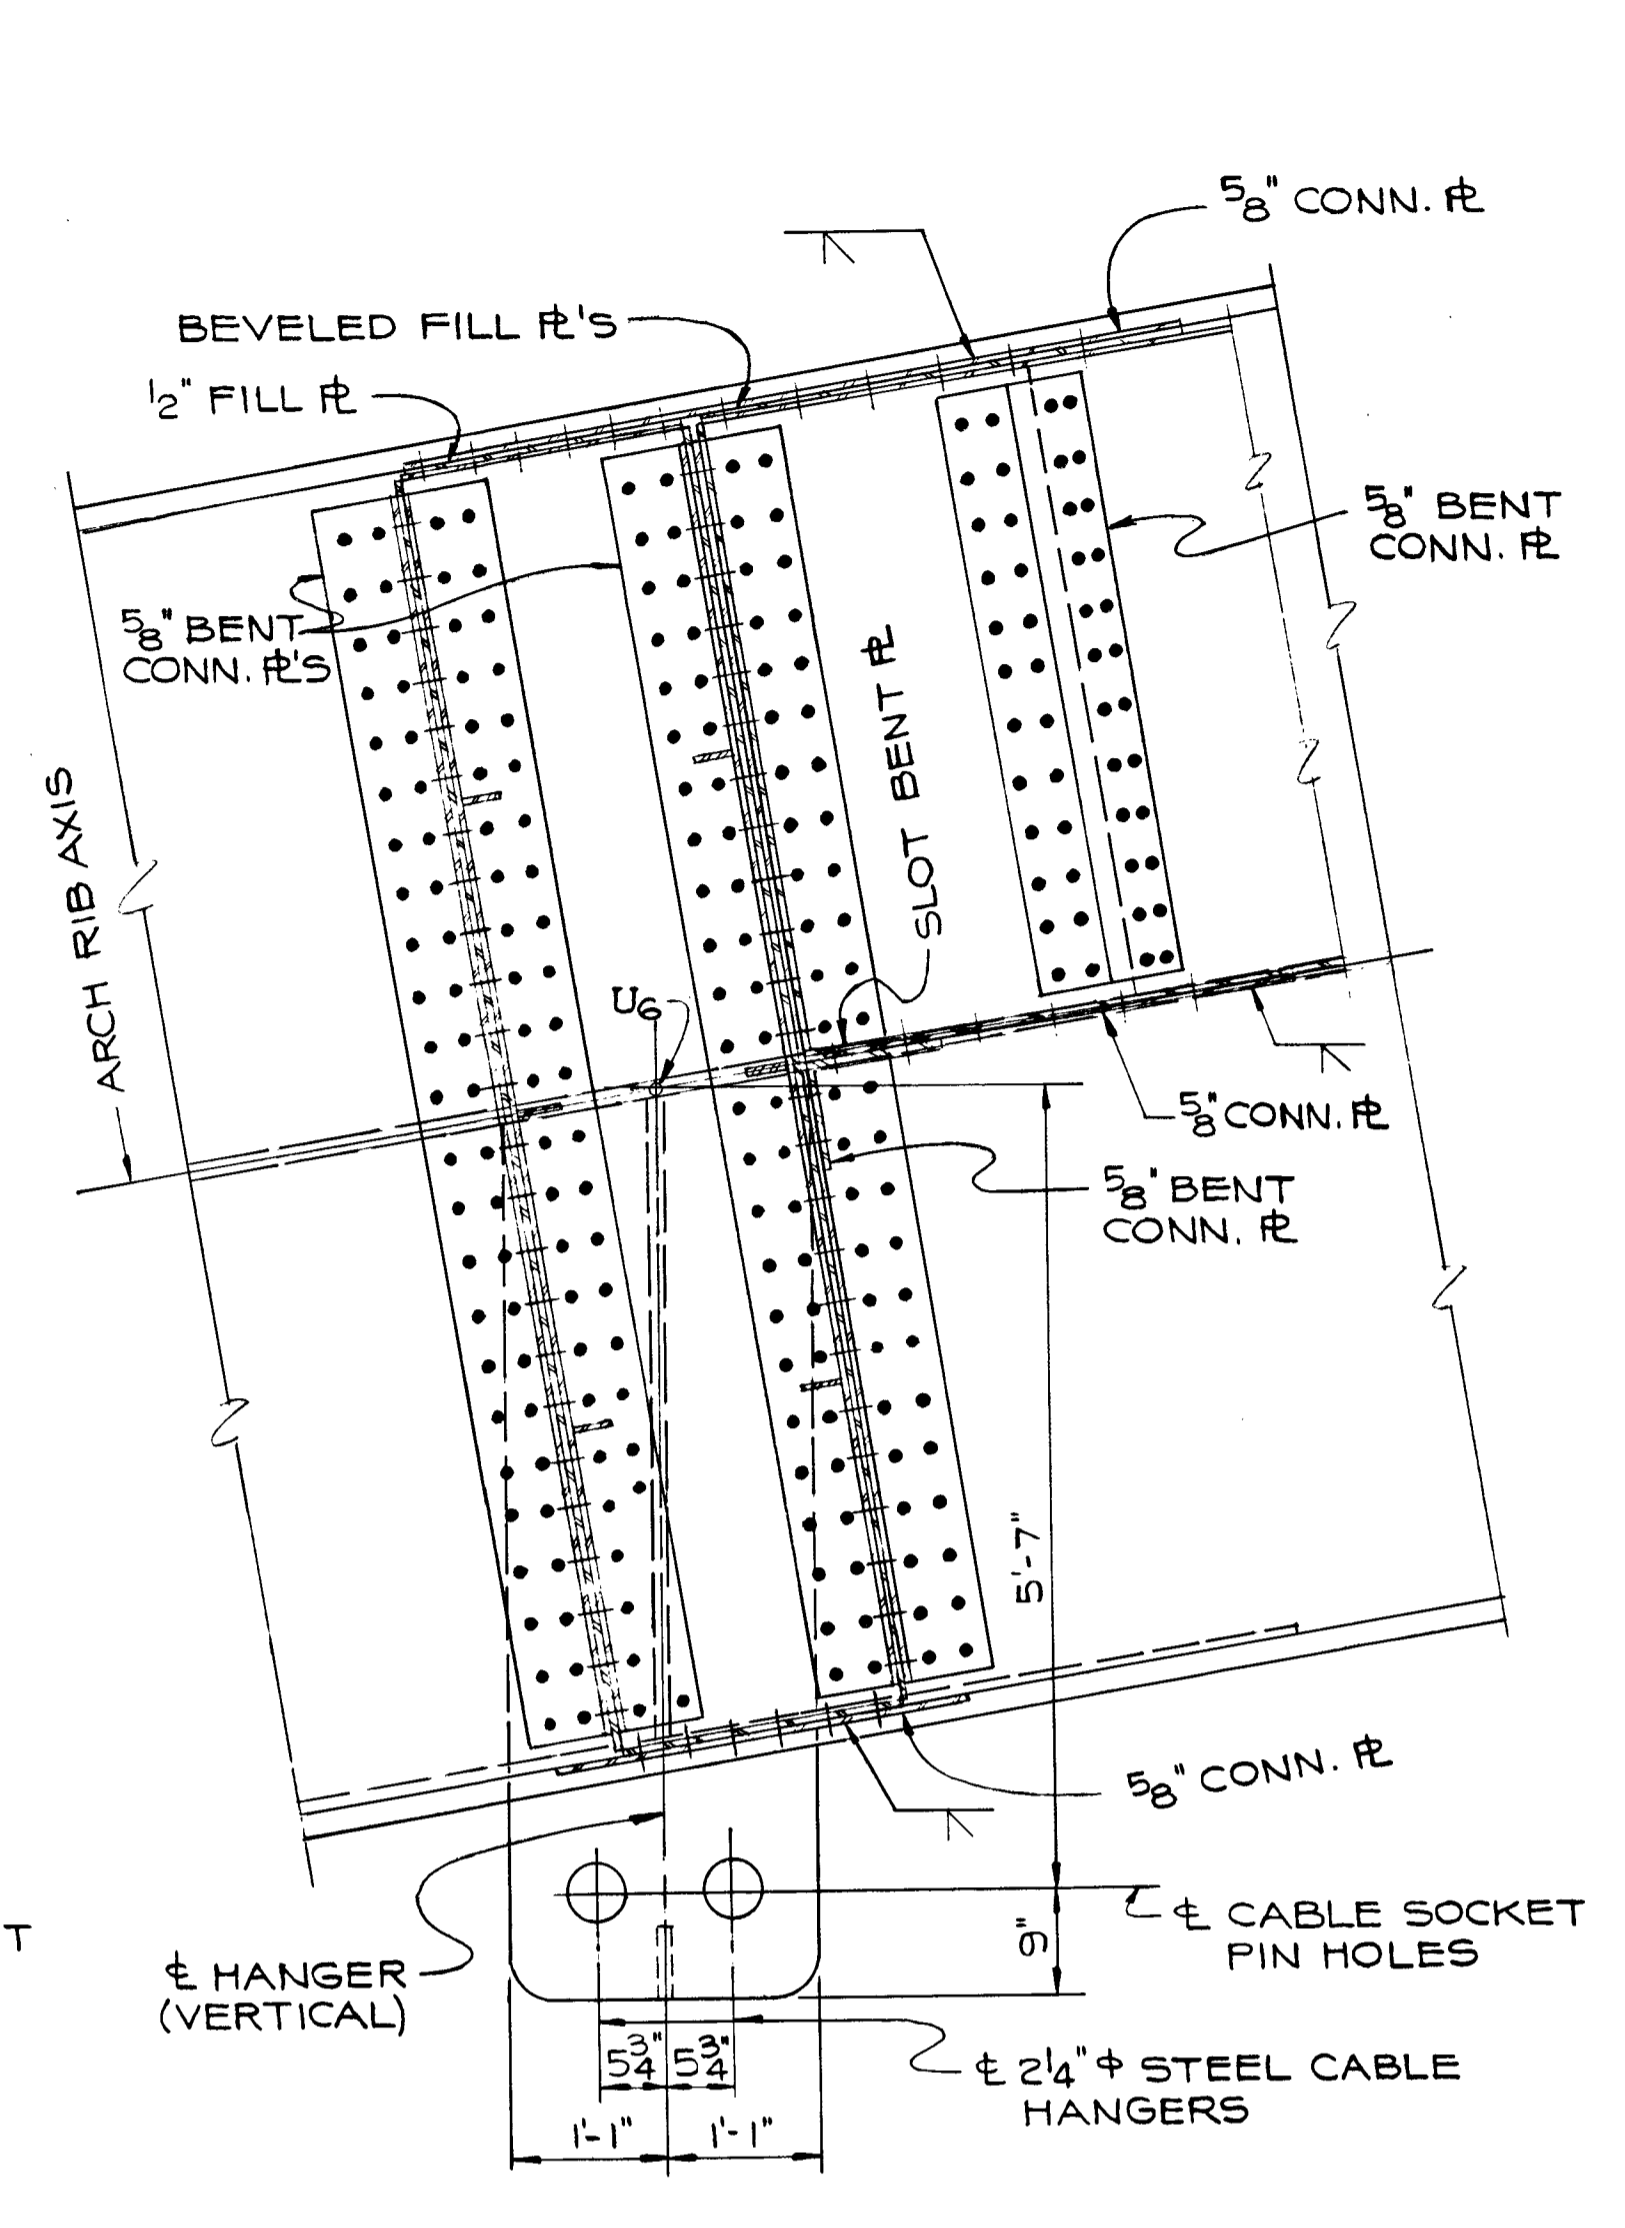 5/8" CONN. ℙL
BEVELED FILL ℙL'S
1/2" FILL ℙL
5/8" BENT
CONN. ℙL
5/8" BENT
CONN. ℙL'S
SLOT BENT ℙL
ARCH RIB AXIS
U6
5/8" CONN. ℙL
5/8" BENT
CONN. ℙL
5'-7"
5/8" CONN. ℙL
T
℄ CABLE SOCKET
PIN HOLES
9"
℄ HANGER
(VERTICAL)
5 3/4" 5 3/4"
℄ 2 1/4" ϕ STEEL CABLE
HANGERS
1'-1" 1'-1"